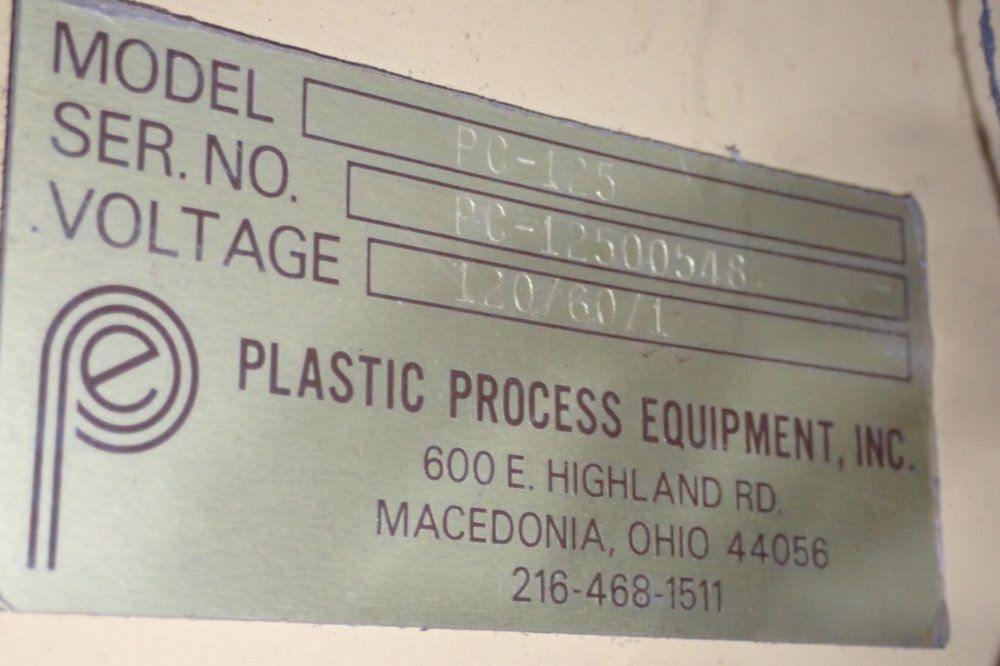 MODEL PC-125
SER. NO. PC-12500548
VOLTAGE 120/60/1
pe
PLASTIC PROCESS EQUIPMENT, INC.
600 E. HIGHLAND RD.
MACEDONIA, OHIO 44056
216-468-1511